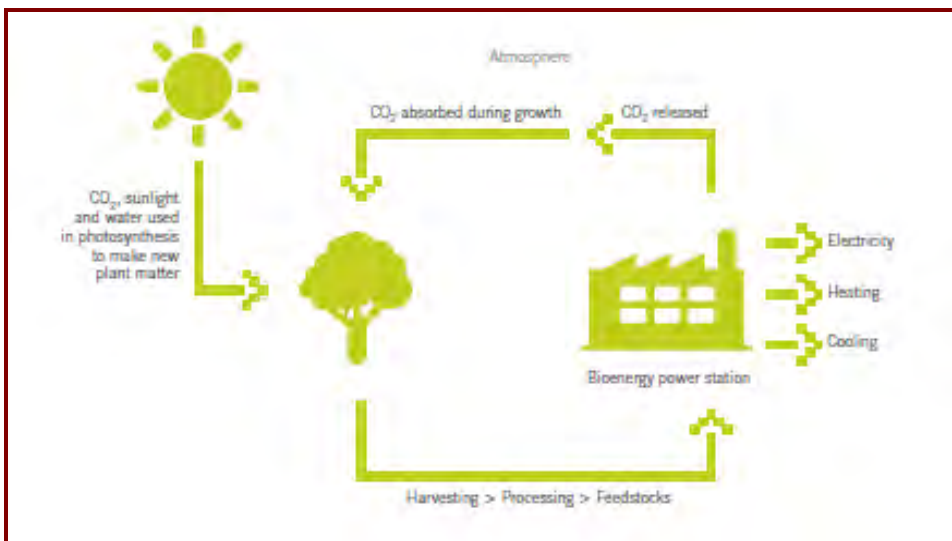 Atmosphere
CO₂ absorbed during growth
CO₂ released
CO₂, sunlight
and water used
in photosynthesis
to make new
plant matter
Electricity
Heating
Cooling
Bioenergy power station
Harvesting > Processing > Feedstocks